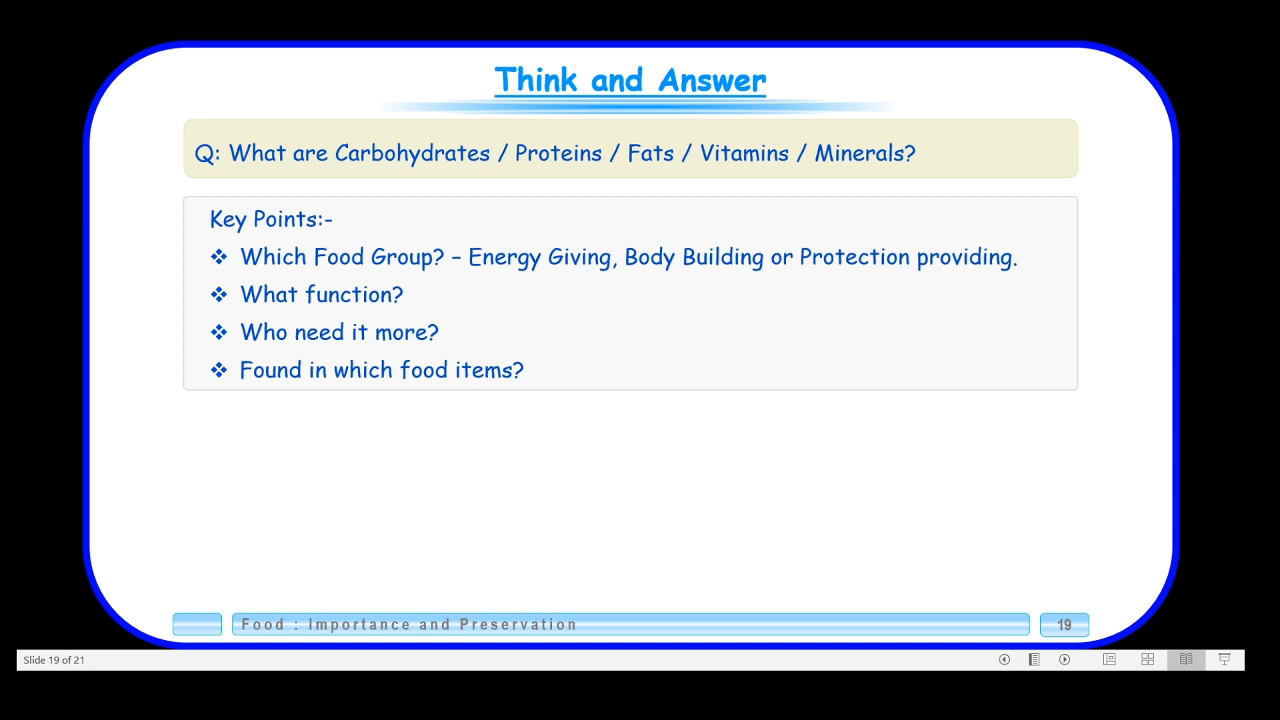 Think and Answer
Q: What are Carbohydrates / Proteins / Fats / Vitamins / Minerals?
Key Points:-
❖ Which Food Group? – Energy Giving, Body Building or Protection providing.
❖ What function?
❖ Who need it more?
❖ Found in which food items?
Food : Importance and Preservation
19
Slide 19 of 21